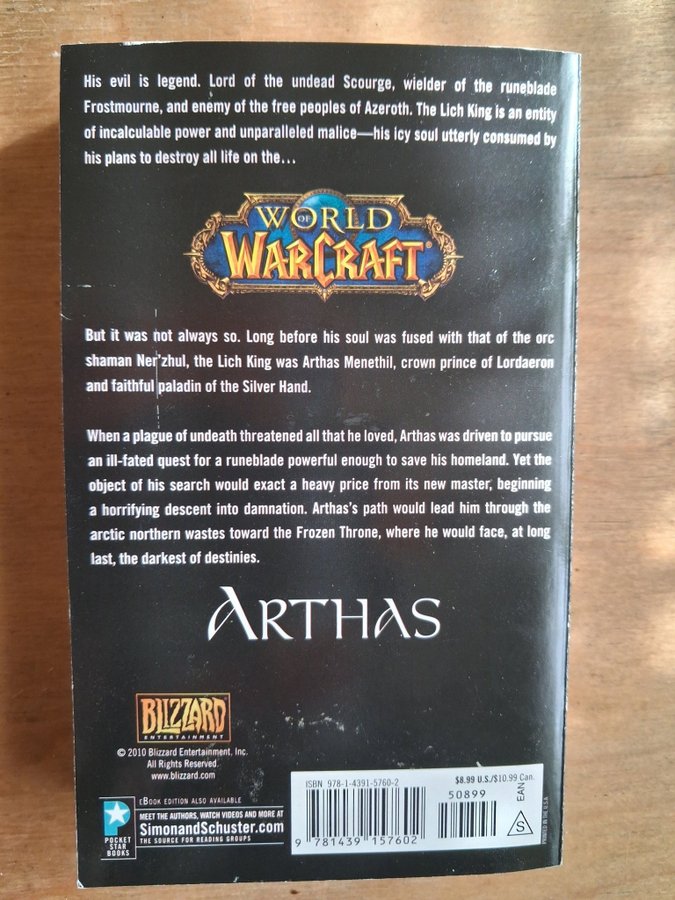 His evil is legend. Lord of the undead Scourge, wielder of the runeblade
Frostmourne, and enemy of the free peoples of Azeroth. The Lich King is an entity
of incalculable power and unparalleled malice—his icy soul utterly consumed by
his plans to destroy all life on the...
WORLD
OF
WARCRAFT®
But it was not always so. Long before his soul was fused with that of the orc
shaman Ner'zhul, the Lich King was Arthas Menethil, crown prince of Lordaeron
and faithful paladin of the Silver Hand.
When a plague of undeath threatened all that he loved, Arthas was driven to pursue
an ill-fated quest for a runeblade powerful enough to save his homeland. Yet the
object of his search would exact a heavy price from its new master, beginning
a horrifying descent into damnation. Arthas's path would lead him through the
arctic northern wastes toward the Frozen Throne, where he would face, at long
last, the darkest of destinies.
ARTHAS
BLIZZARD
ENTERTAINMENT
© 2010 Blizzard Entertainment, Inc.
All Rights Reserved.
www.blizzard.com
eBOOK EDITION ALSO AVAILABLE
MEET THE AUTHORS, WATCH VIDEOS AND MORE AT
SimonandSchuster.com
THE SOURCE FOR READING GROUPS
P
POCKET
STAR
BOOKS
ISBN 978-1-4391-5760-2
$8.99 U.S./$10.99 Can.
50899
9 781439 157602
EAN
S
PRINTED IN THE U.S.A.